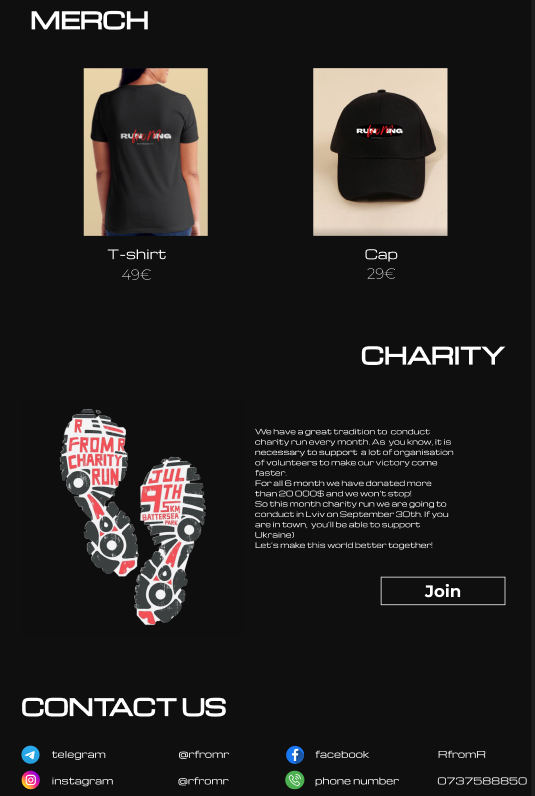 MERCH
RUNNING
RUNNING
T-shirt
Cap
49€
29€
CHARITY
R
FROM R
CHARITY
RUN
JUL
9TH
5KM
BATTERSEA
PARK
We have a great tradition to conduct
charity run every month. As you know, it is
necessary to support a lot of organisation
of volunteers to make our victory come
faster.
For all 6 month we have donated more
than 20 000$ and we won't stop!
So this month charity run we are going to
conduct in Lviv on September 30th. If you
are in town, you'll be able to support
Ukraine)
Let's make this world better together!
Join
CONTACT US
telegram @rfromr facebook RfromR
instagram @rfromr phone number 0737588850